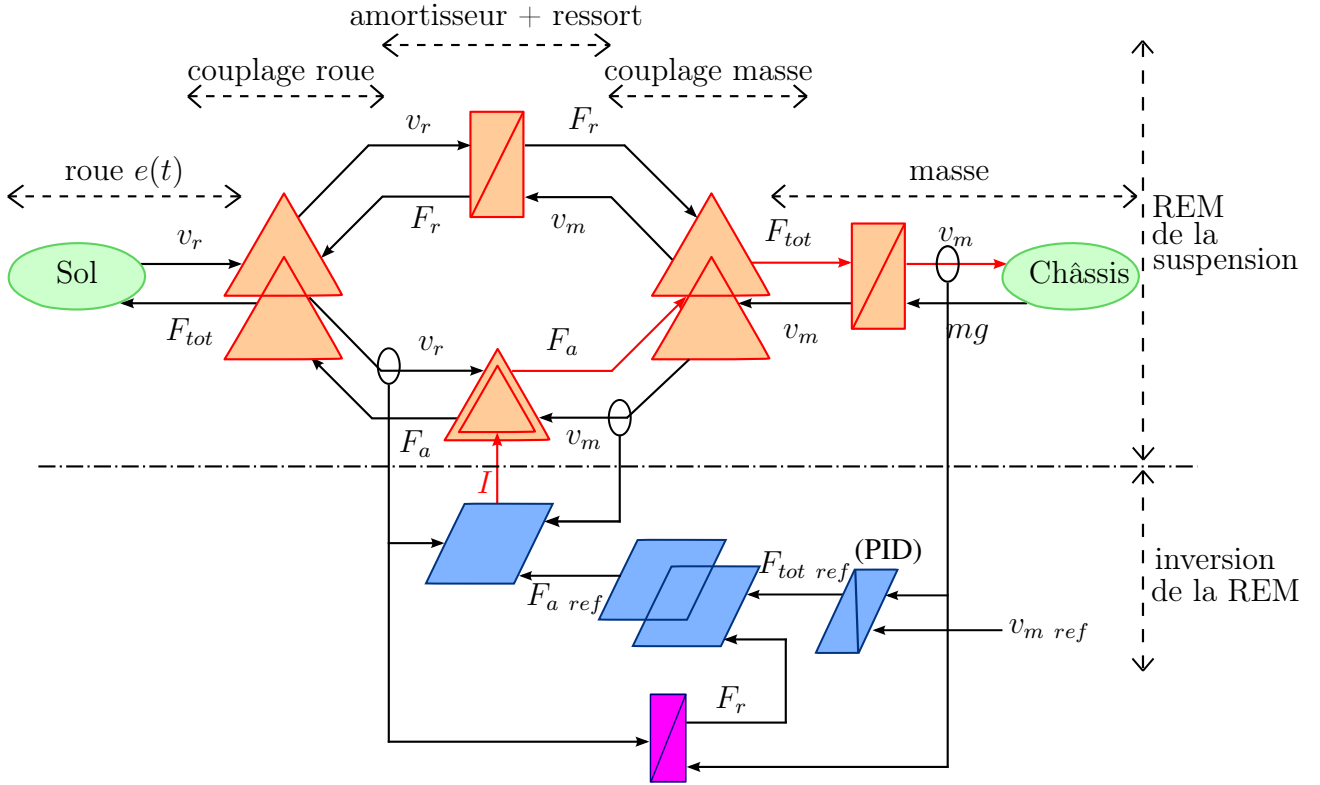 amortisseur + ressort
couplage roue
couplage masse
v_r
F_r
roue e(t)
masse
F_r
v_m
REM
de la
suspension
v_r
F_tot
v_m
Sol
Châssis
F_tot
v_r
F_a
v_m
mg
F_a
v_m
I
(PID)
F_tot ref
inversion
de la REM
F_a ref
v_m ref
F_r